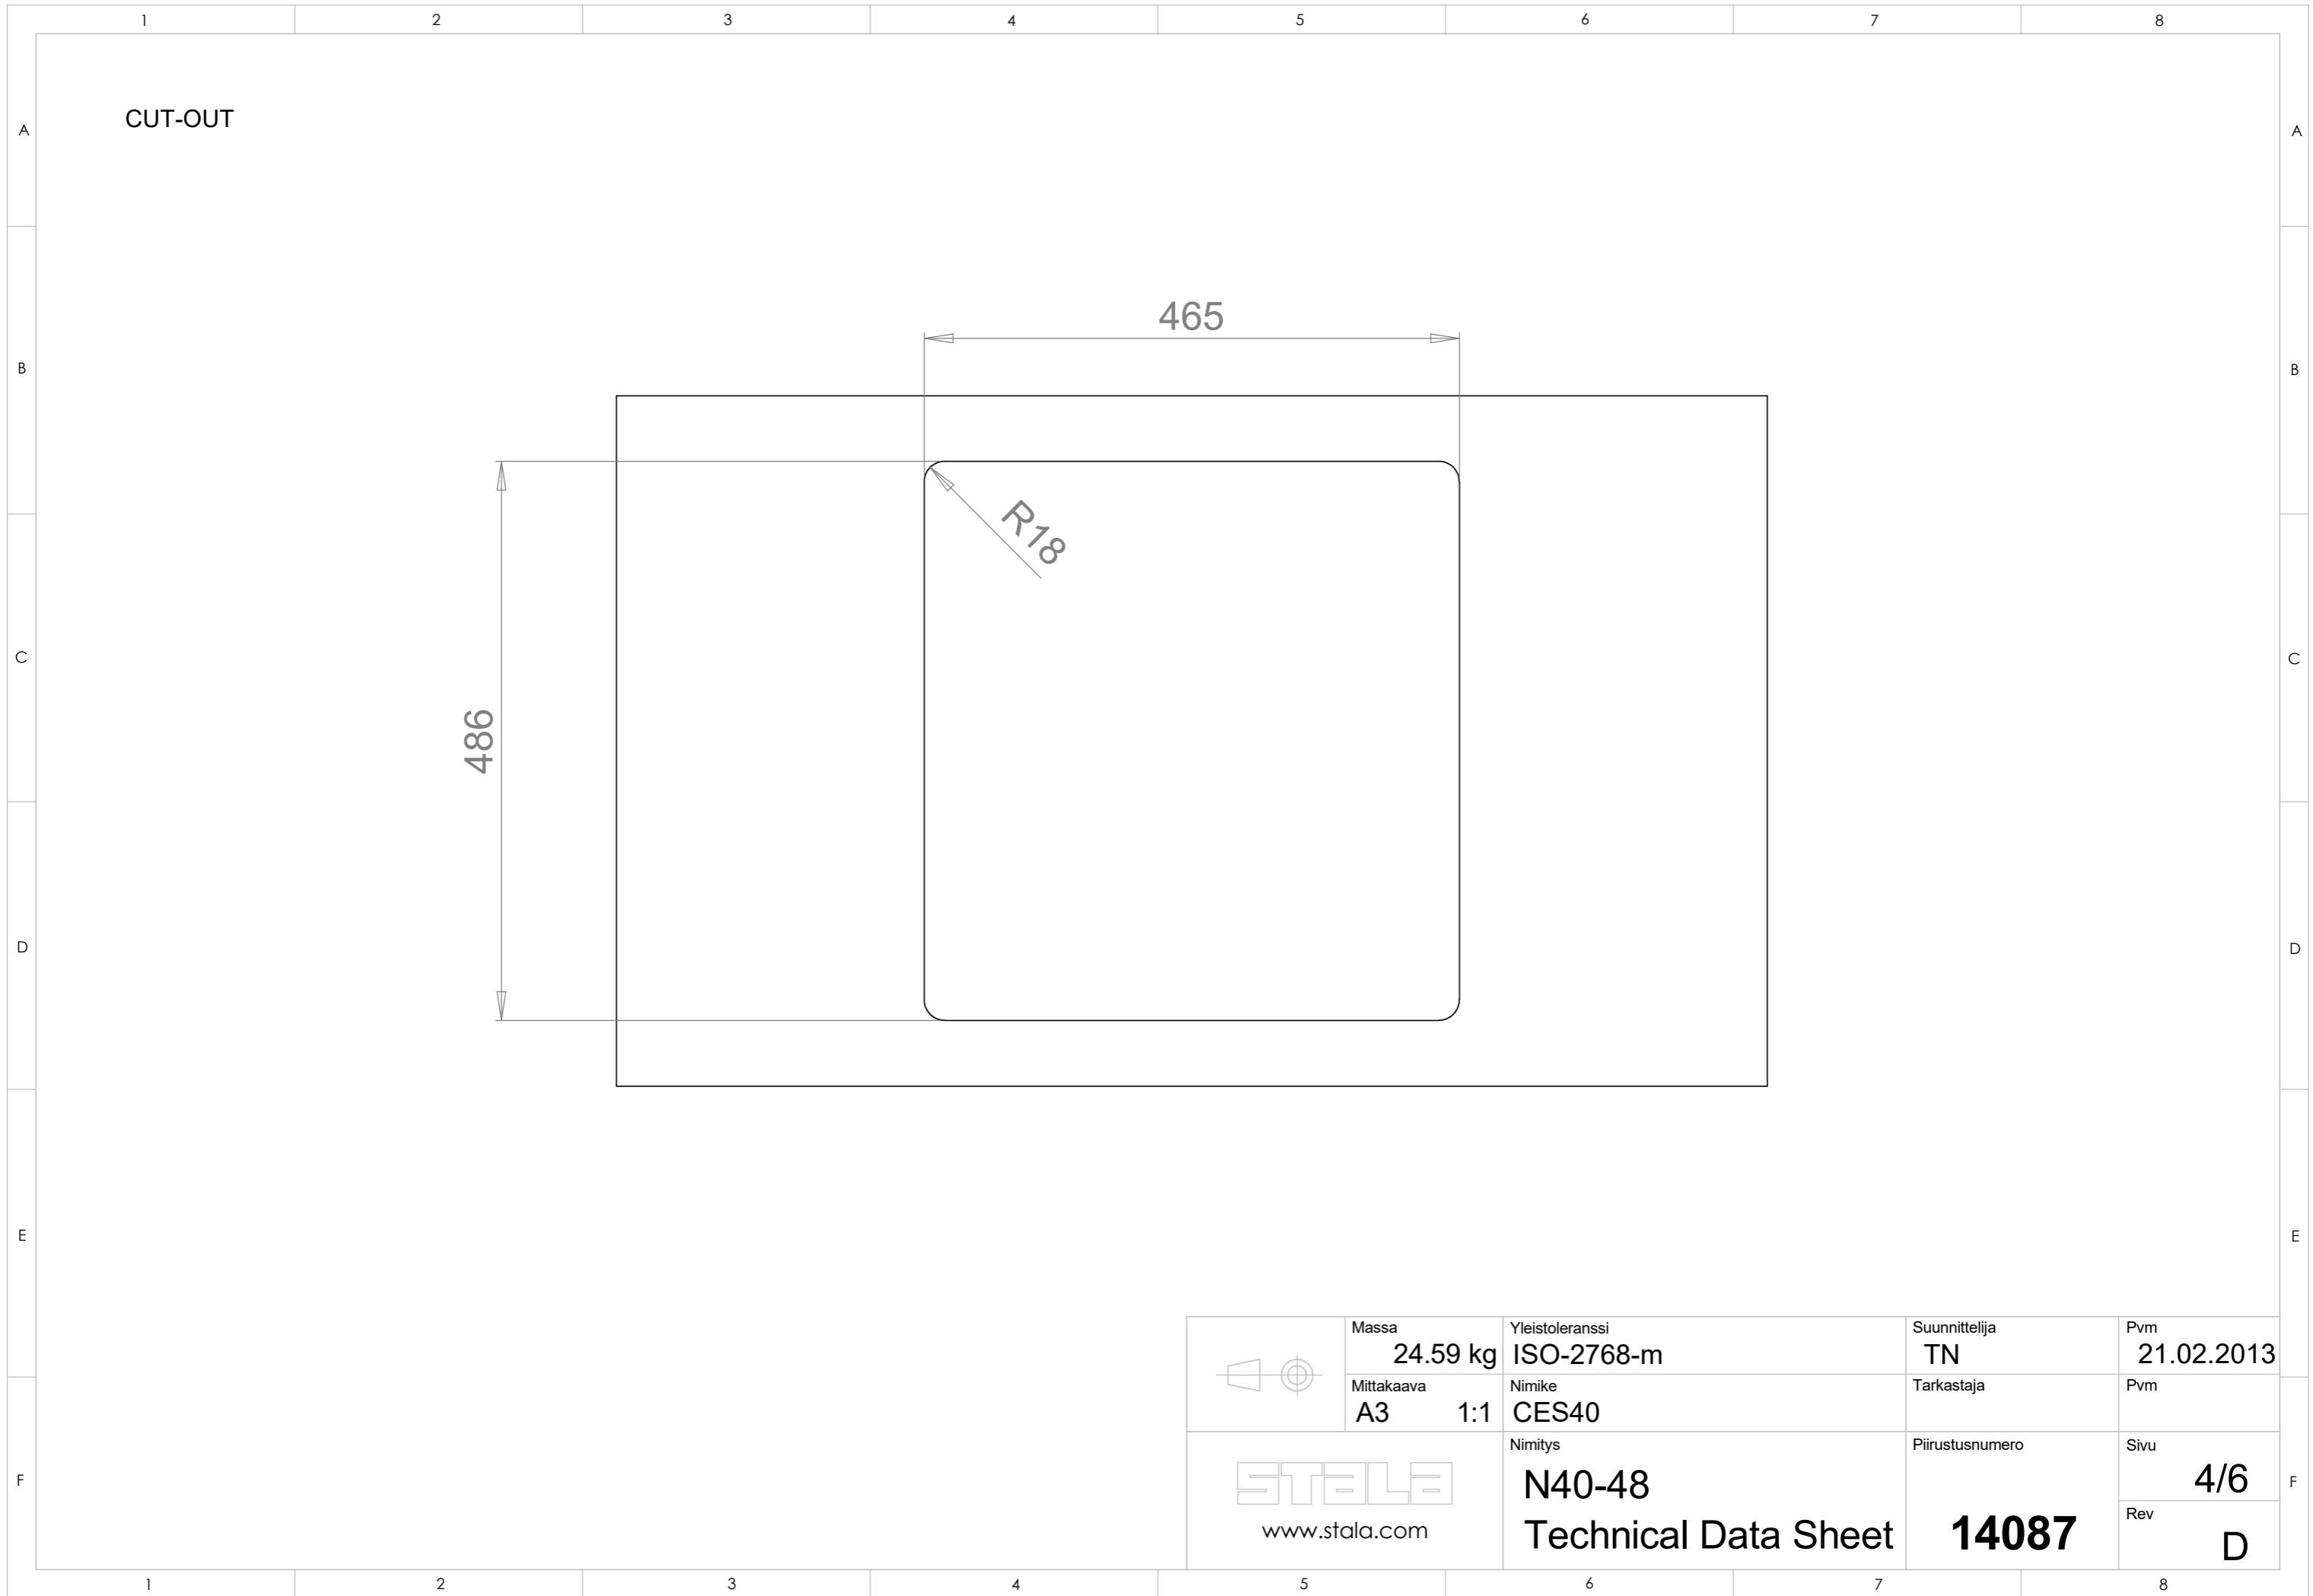 1 2 3 4 5 6 7 8
A CUT-OUT A
465
B B
R18
C C
486
D D
E E
Massa Yleistoleranssi Suunnittelija Pvm
24.59 kg ISO-2768-m TN 21.02.2013
Mittakaava Nimike Tarkastaja Pvm
A3 1:1 CES40
Nimitys Piirustusnumero Sivu
STALA N40-48 4/6
F F
www.stala.com Technical Data Sheet 14087 Rev
D
1 2 3 4 5 6 7 8